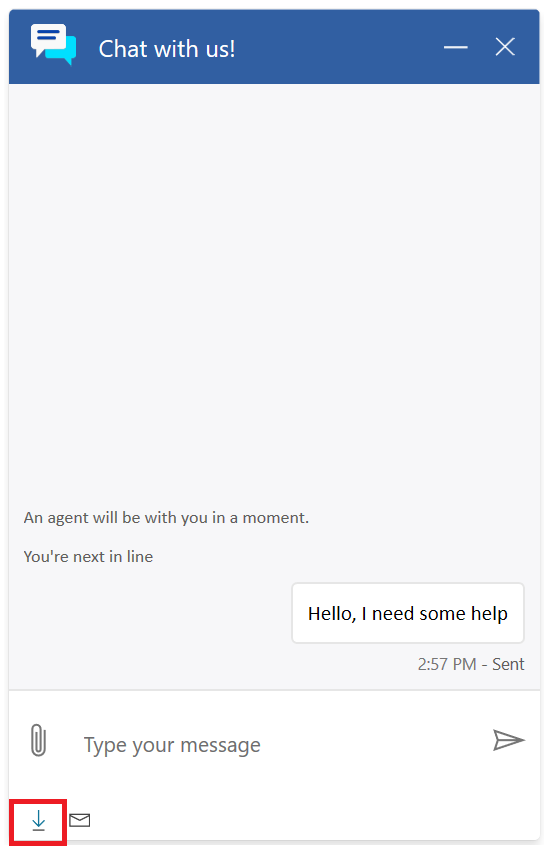 Chat with us!
An agent will be with you in a moment.
You're next in line
Hello, I need some help
2:57 PM - Sent
Type your message